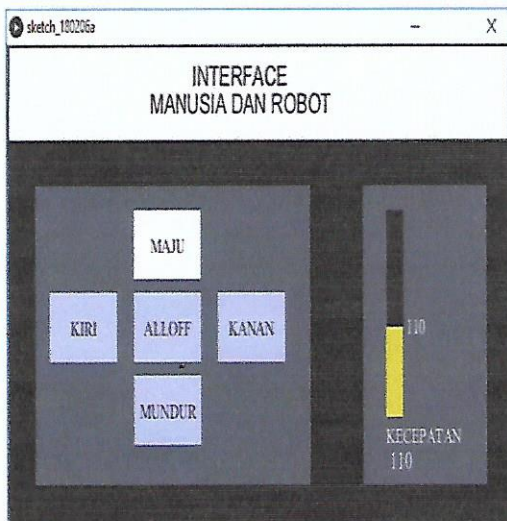 sketch_180206a
INTERFACE
MANUSIA DAN ROBOT
MAJU
KIRI ALLOFF KANAN
MUNDUR
110
KECEPATAN
110